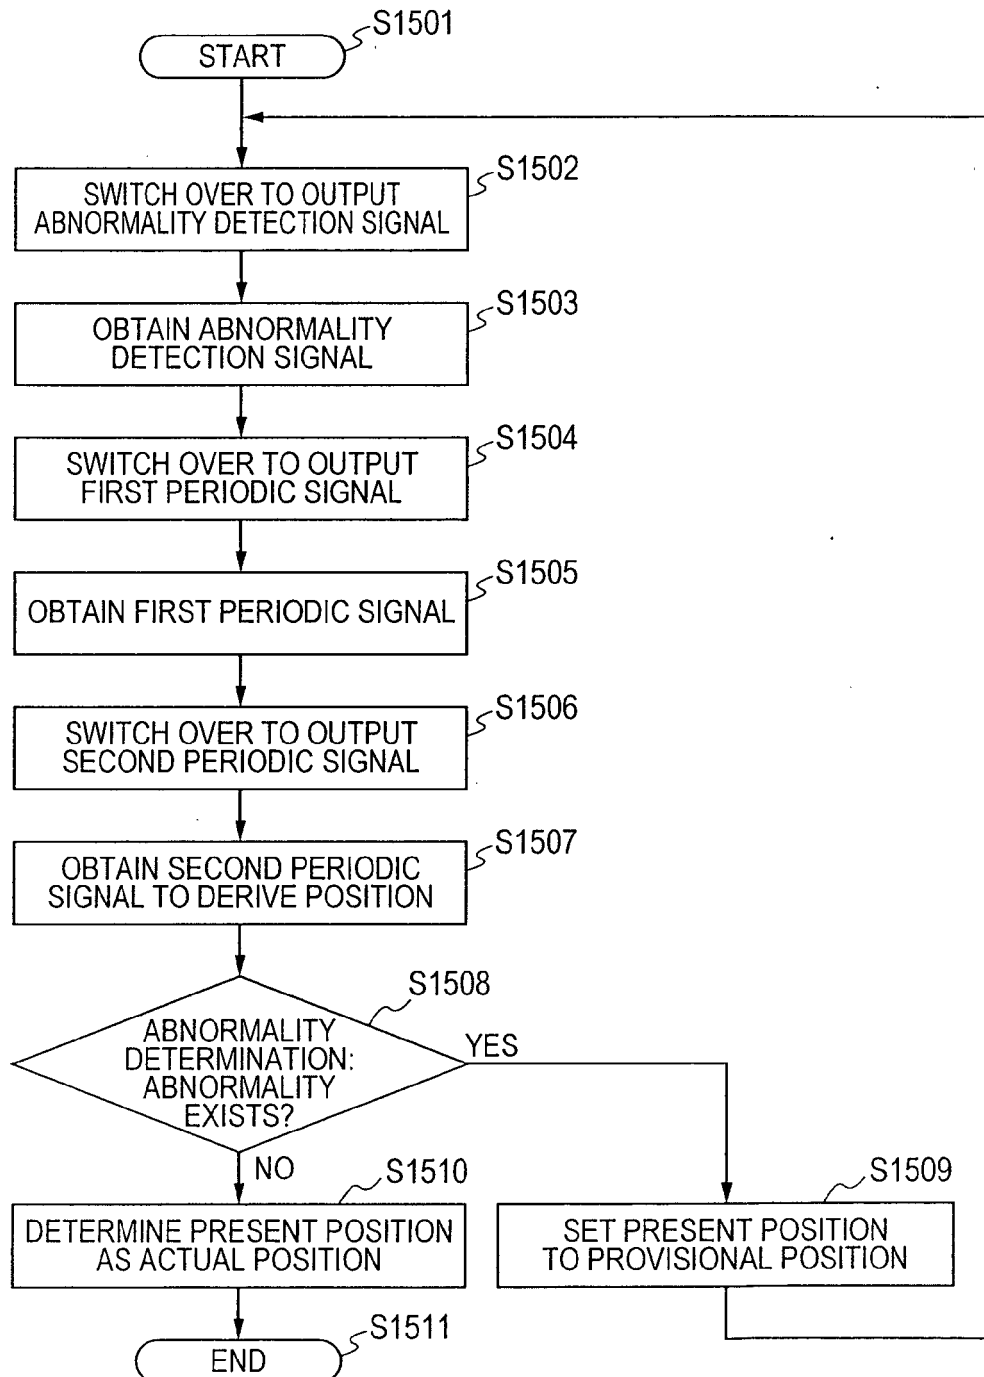 S1501
START
S1502
SWITCH OVER TO OUTPUT
ABNORMALITY DETECTION SIGNAL
S1503
OBTAIN ABNORMALITY
DETECTION SIGNAL
S1504
SWITCH OVER TO OUTPUT
FIRST PERIODIC SIGNAL
S1505
OBTAIN FIRST PERIODIC SIGNAL
S1506
SWITCH OVER TO OUTPUT
SECOND PERIODIC SIGNAL
S1507
OBTAIN SECOND PERIODIC
SIGNAL TO DERIVE POSITION
S1508
ABNORMALITY
DETERMINATION:
ABNORMALITY
EXISTS?
YES
NO
S1510
DETERMINE PRESENT POSITION
AS ACTUAL POSITION
S1509
SET PRESENT POSITION
TO PROVISIONAL POSITION
S1511
END